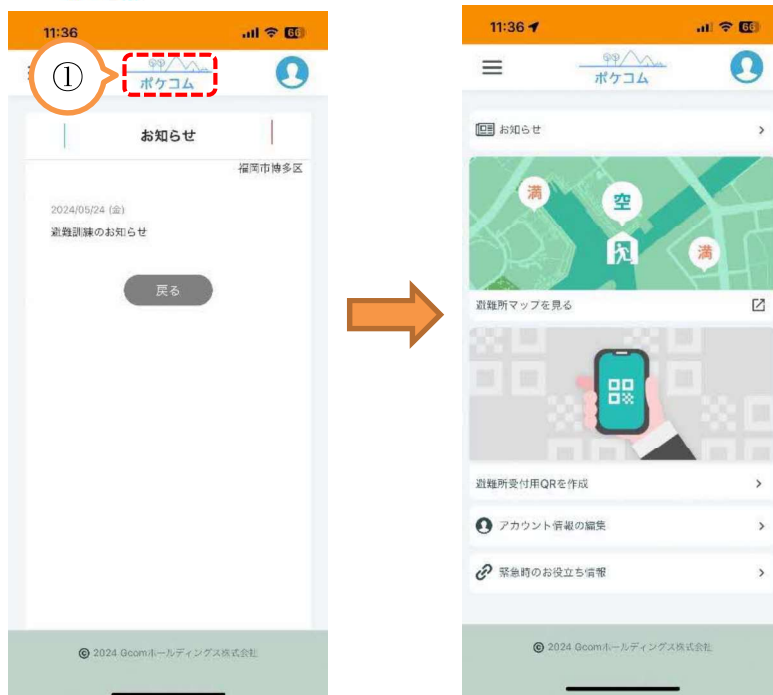 11:36
66
①
ポケコム
お知らせ
福岡市博多区
2024/05/24 (金)
避難訓練のお知らせ
戻る
© 2024 Gcomホールディングス株式会社
11:36
66
ポケコム
お知らせ
満
空
満
避難所マップを見る
避難所受付用QRを作成
アカウント情報の編集
緊急時のお役立ち情報
© 2024 Gcomホールディングス株式会社